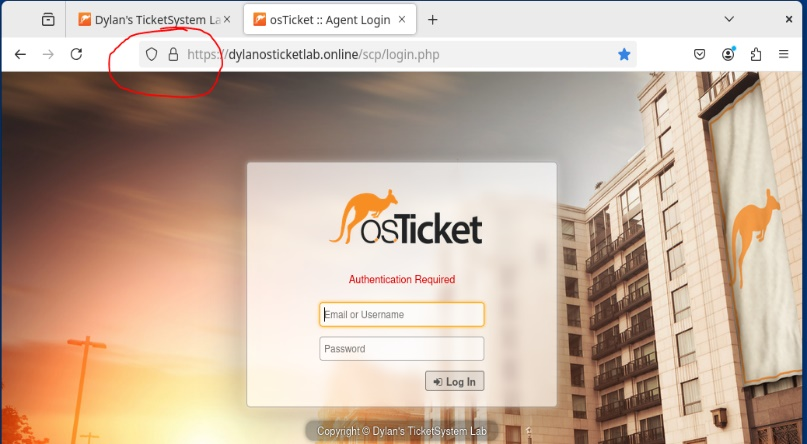 Dylan's TicketSystem La
osTicket :: Agent Login
https://dylanosticketlab.online/scp/login.php
osTicket
Authentication Required
Email or Username
Password
Log In
Copyright © Dylan's TicketSystem Lab